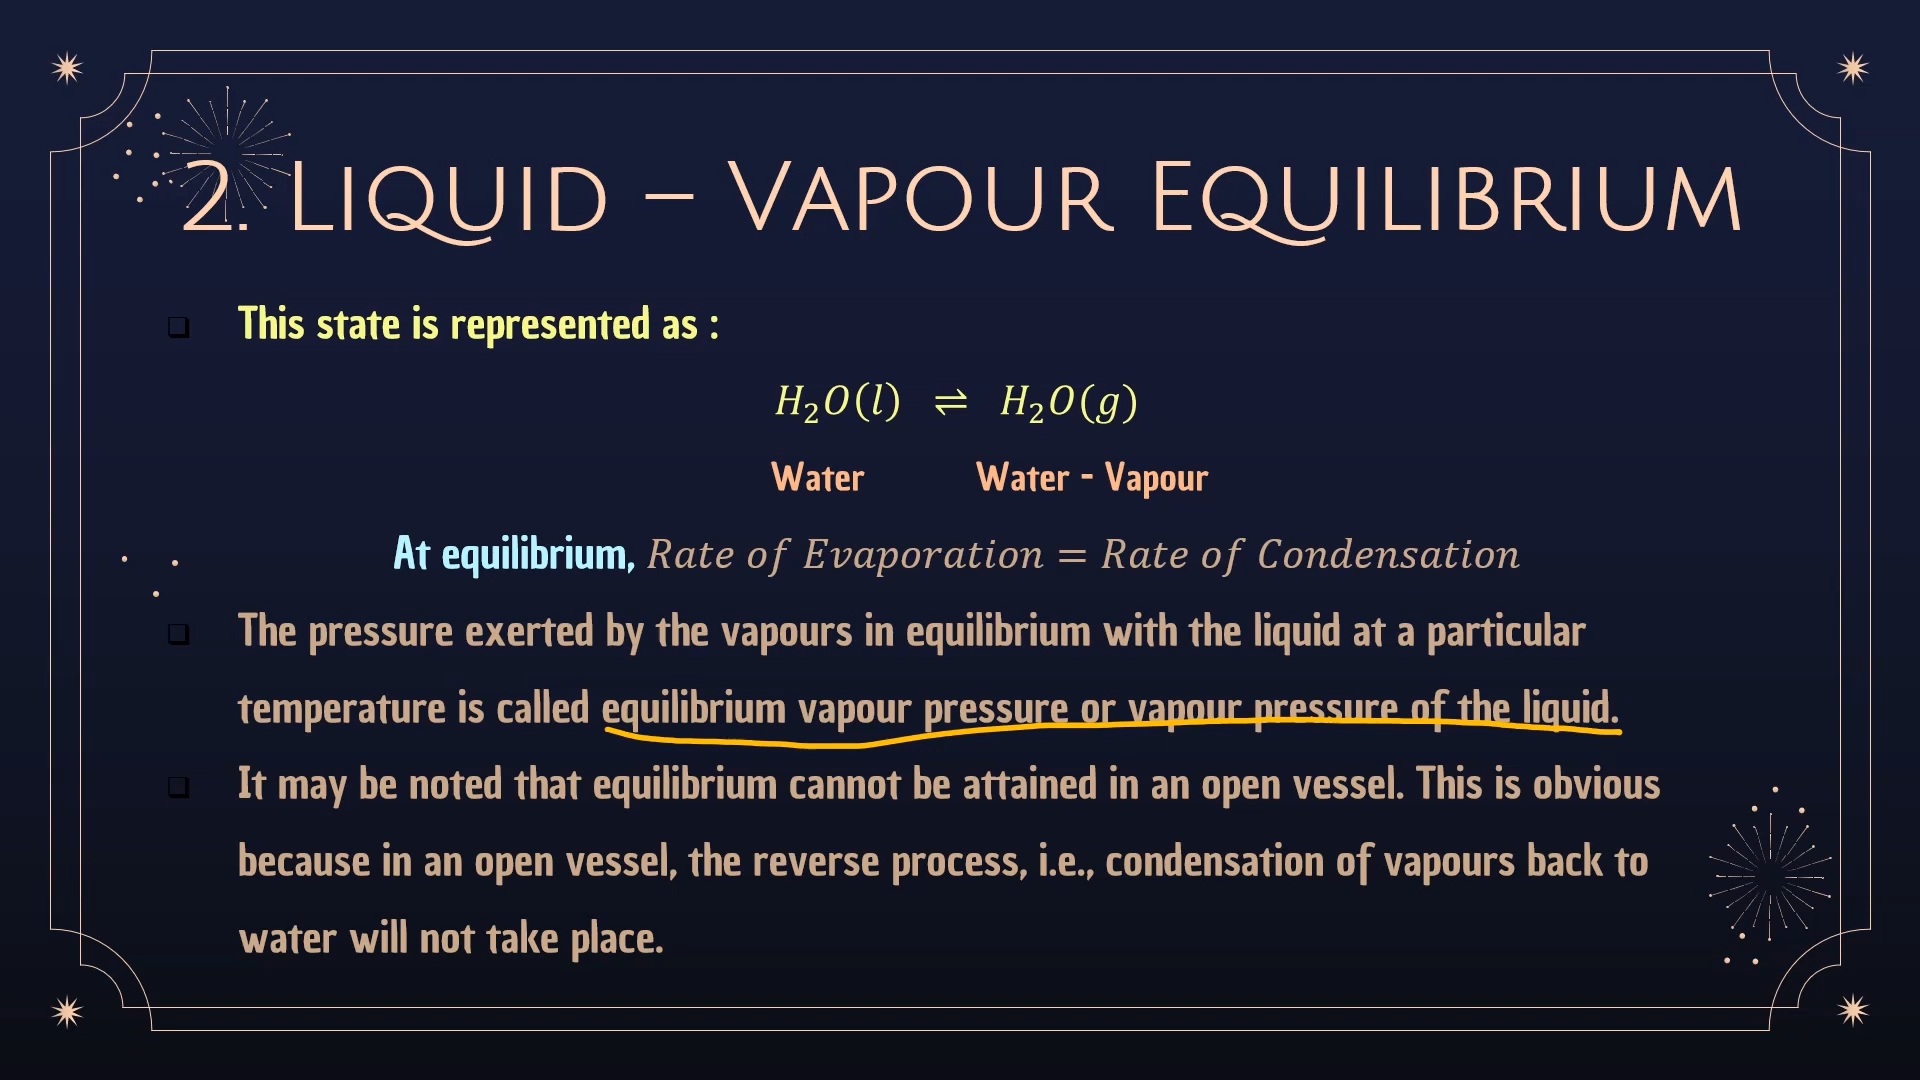 2. Liquid – Vapour Equilibrium
This state is represented as :
H₂O(l) ⇌ H₂O(g)
Water Water - Vapour
At equilibrium, Rate of Evaporation = Rate of Condensation
The pressure exerted by the vapours in equilibrium with the liquid at a particular
temperature is called equilibrium vapour pressure or vapour pressure of the liquid.
It may be noted that equilibrium cannot be attained in an open vessel. This is obvious
because in an open vessel, the reverse process, i.e., condensation of vapours back to
water will not take place.